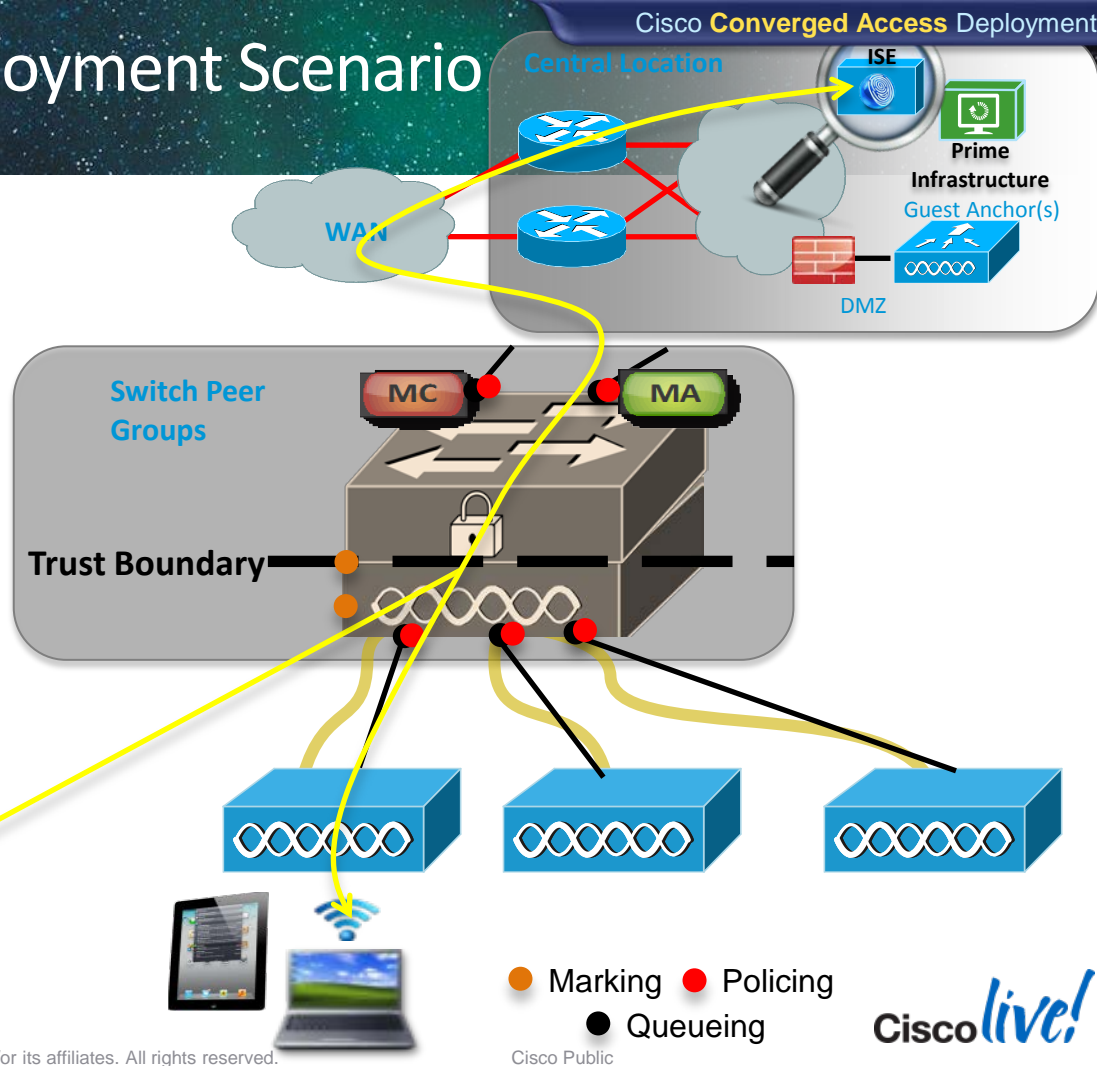 Cisco Converged Access Deployment
oyment Scenario
Central Location
ISE
Prime
Infrastructure
Guest Anchor(s)
WAN
DMZ
Switch Peer
Groups
MC
MA
Trust Boundary
Marking
Policing
Queueing
Cisco live!
or its affiliates. All rights reserved.
Cisco Public